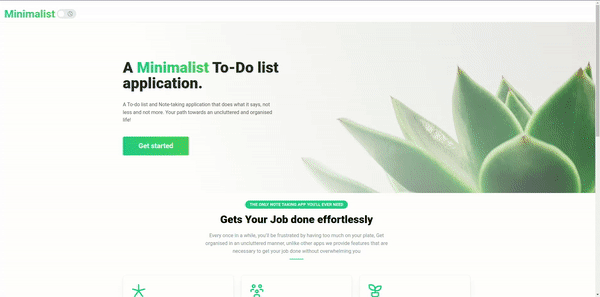 Minimalist
A Minimalist To-Do list
application.
A To-do list and Note-taking application that does what it says, not
less and not more. Your path towards an uncluttered and organised
life!
Get started
THE ONLY NOTE TAKING APP YOU'LL EVER NEED
Gets Your Job done effortlessly
Every once in a while, you'll be frustrated by having too much on your plate. Get
organised in an uncluttered manner, unlike other apps we provide features that are
necessary to get your job done without overwhelming you